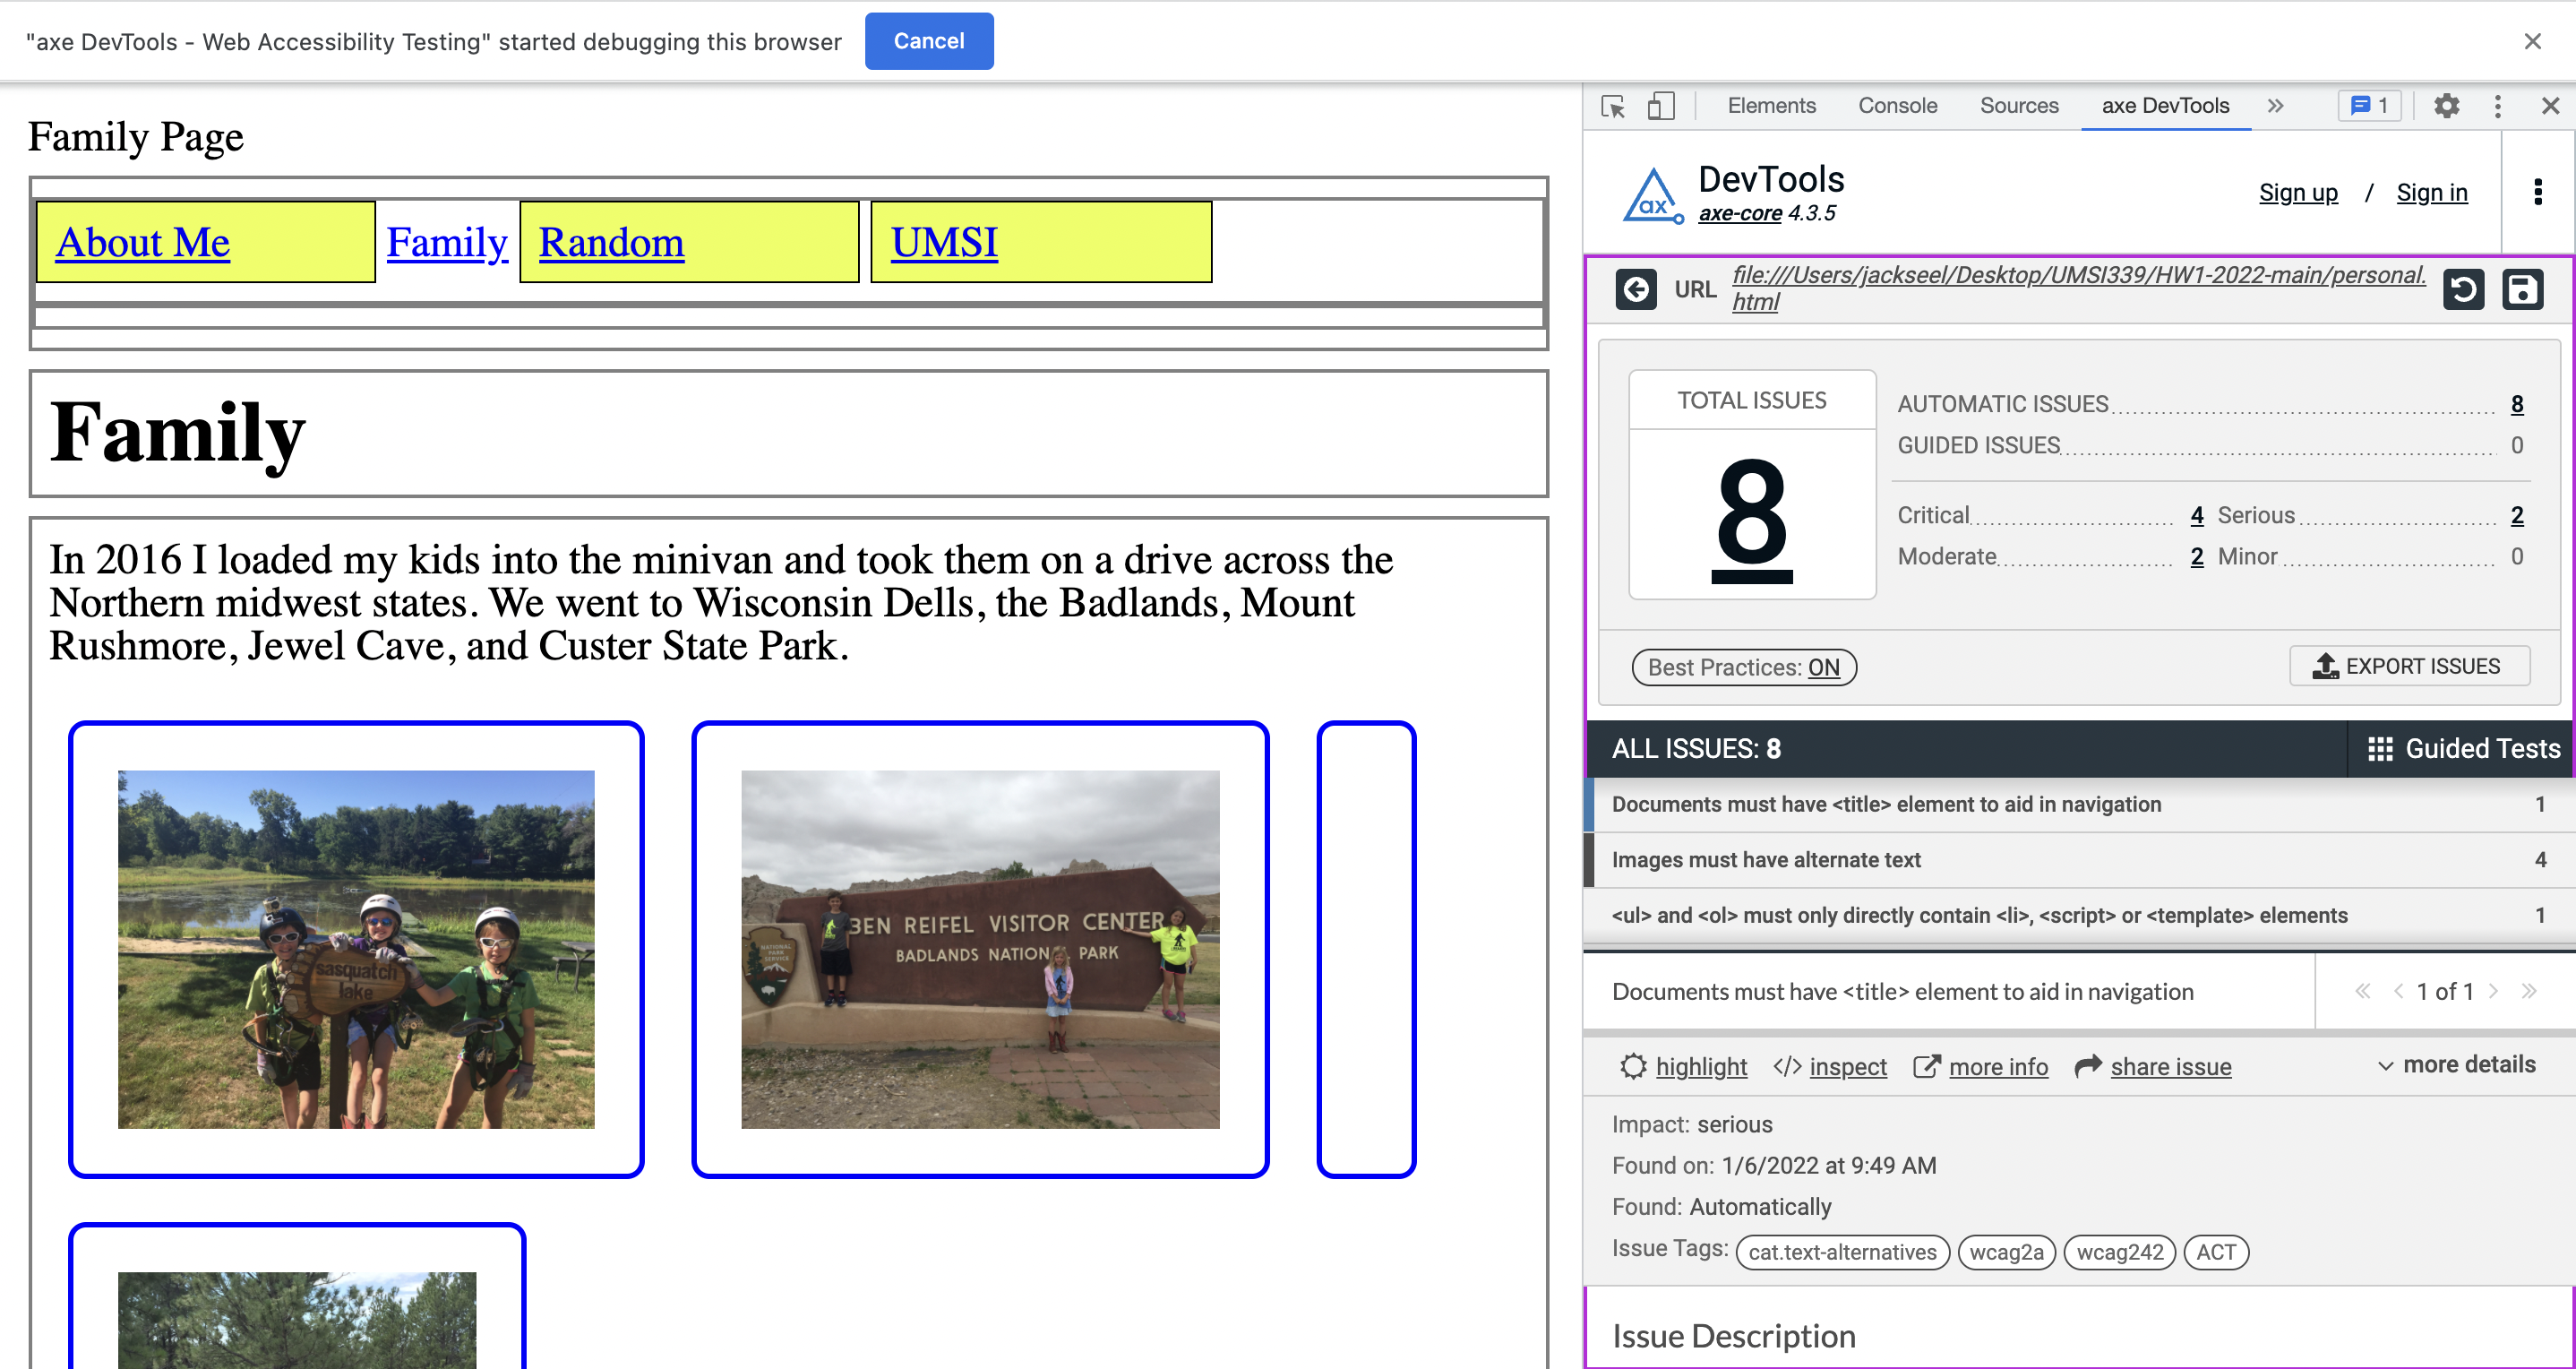 "axe DevTools - Web Accessibility Testing" started debugging this browser
Cancel
Family Page
About Me
Family
Random
UMSI
Family
In 2016 I loaded my kids into the minivan and took them on a drive across the
Northern midwest states. We went to Wisconsin Dells, the Badlands, Mount
Rushmore, Jewel Cave, and Custer State Park.
sasquatch
lake
BEN REIFEL VISITOR CENTER
BADLANDS NATIONAL PARK
NATIONAL
PARK
SERVICE
Elements
Console
Sources
axe DevTools
1
ax
DevTools
axe-core 4.3.5
Sign up / Sign in
URL
file:///Users/jackseel/Desktop/UMSI339/HW1-2022-main/personal.
html
TOTAL ISSUES
8
AUTOMATIC ISSUES 8
GUIDED ISSUES 0
Critical 4 Serious 2
Moderate 2 Minor 0
Best Practices: ON
EXPORT ISSUES
ALL ISSUES: 8
Guided Tests
Documents must have <title> element to aid in navigation 1
Images must have alternate text 4
<ul> and <ol> must only directly contain <li>, <script> or <template> elements 1
Documents must have <title> element to aid in navigation
1 of 1
highlight
</> inspect
more info
share issue
more details
Impact: serious
Found on: 1/6/2022 at 9:49 AM
Found: Automatically
Issue Tags: cat.text-alternatives wcag2a wcag242 ACT
Issue Description